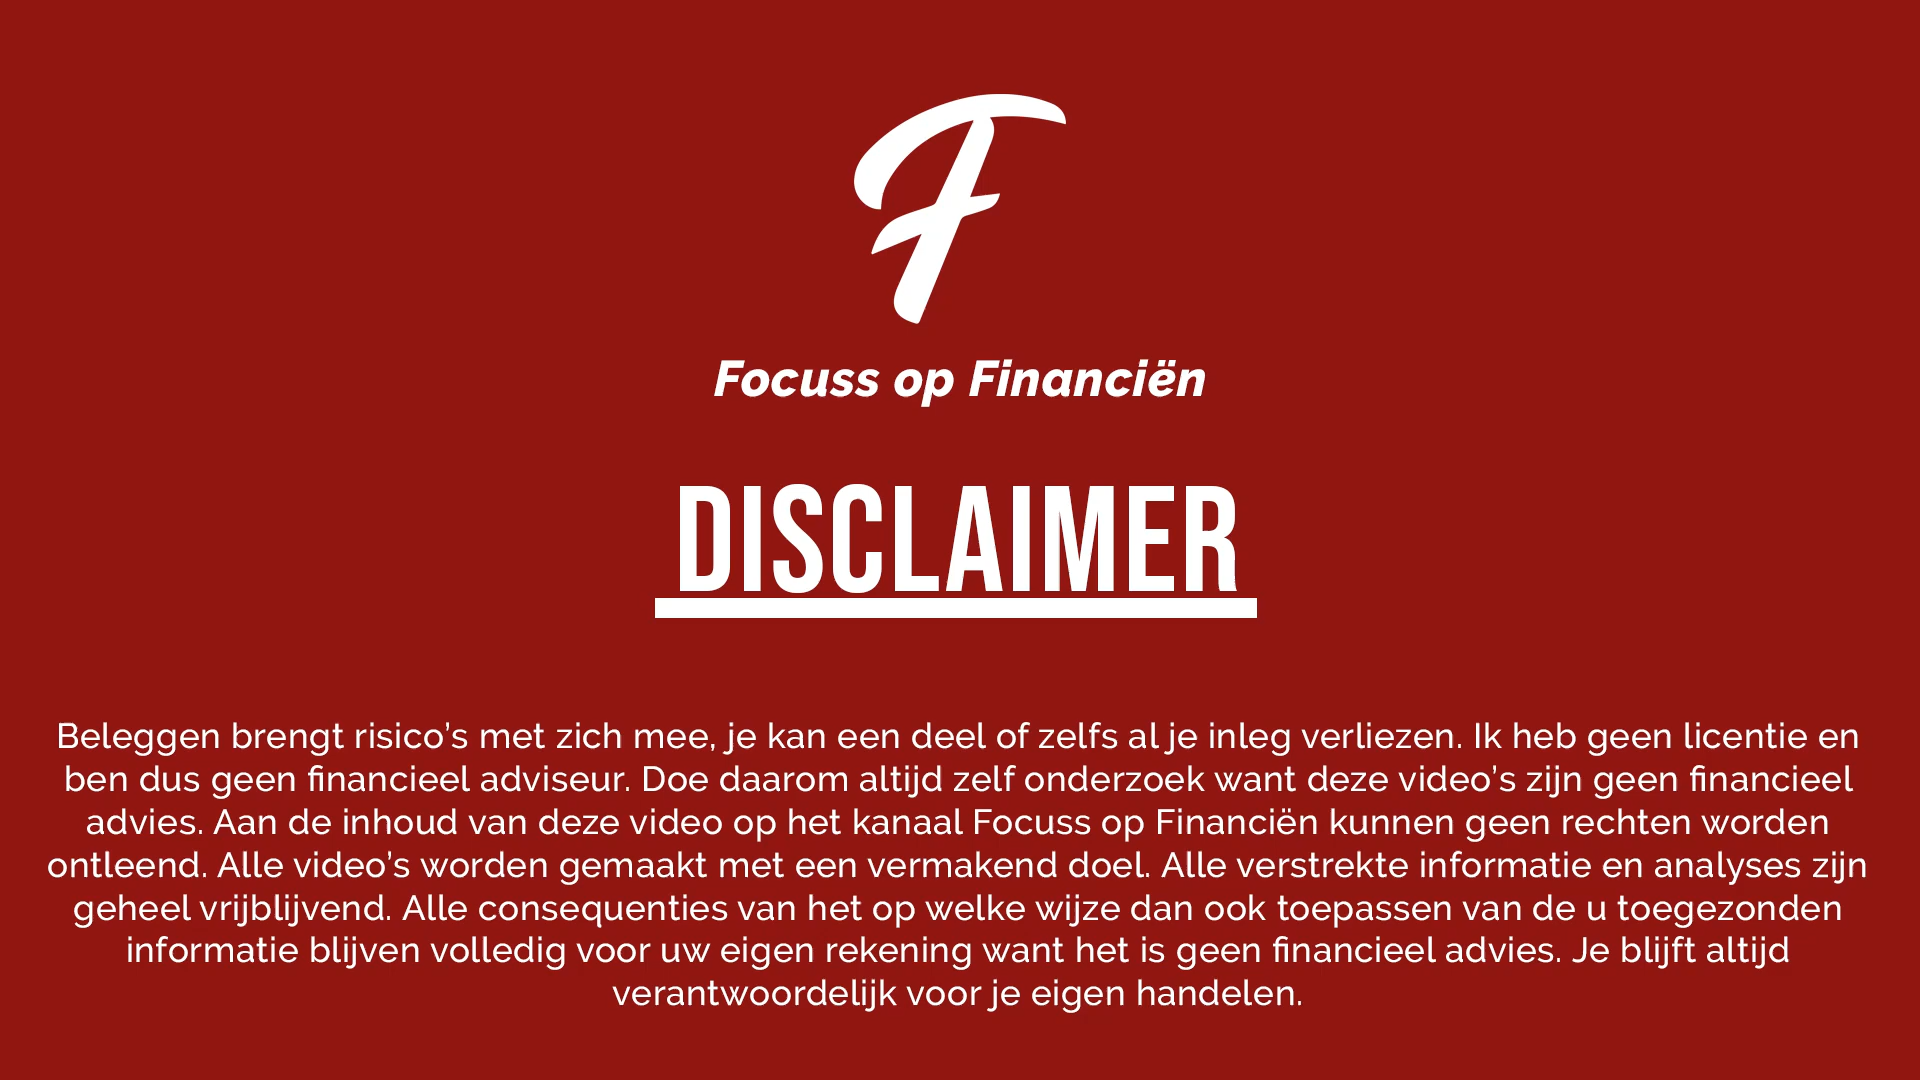 F
Focuss op Financiën
DISCLAIMER
Beleggen brengt risico’s met zich mee, je kan een deel of zelfs al je inleg verliezen. Ik heb geen licentie en
ben dus geen financieel adviseur. Doe daarom altijd zelf onderzoek want deze video’s zijn geen financieel
advies. Aan de inhoud van deze video op het kanaal Focuss op Financiën kunnen geen rechten worden
ontleend. Alle video’s worden gemaakt met een vermakend doel. Alle verstrekte informatie en analyses zijn
geheel vrijblijvend. Alle consequenties van het op welke wijze dan ook toepassen van de u toegezonden
informatie blijven volledig voor uw eigen rekening want het is geen financieel advies. Je blijft altijd
verantwoordelijk voor je eigen handelen.